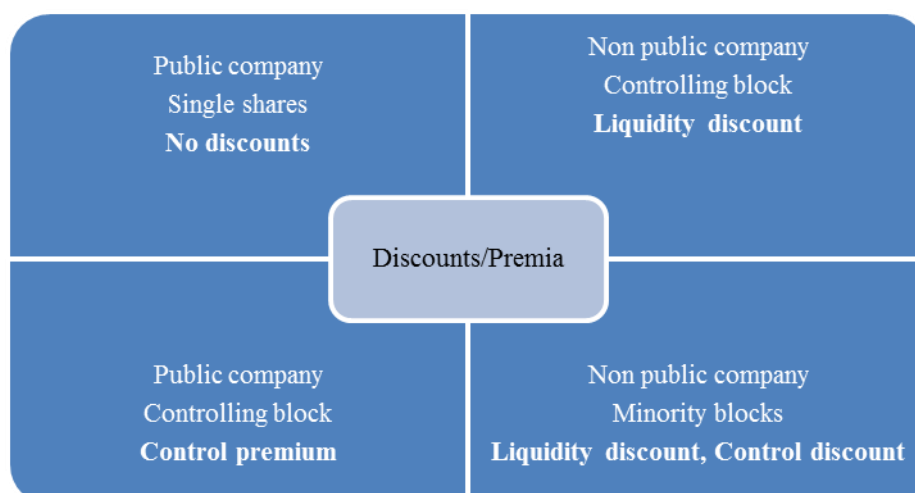 Public company
Single shares
No discounts
Non public company
Controlling block
Liquidity discount
Discounts/Premia
Public company
Controlling block
Control premium
Non public company
Minority blocks
Liquidity discount, Control discount